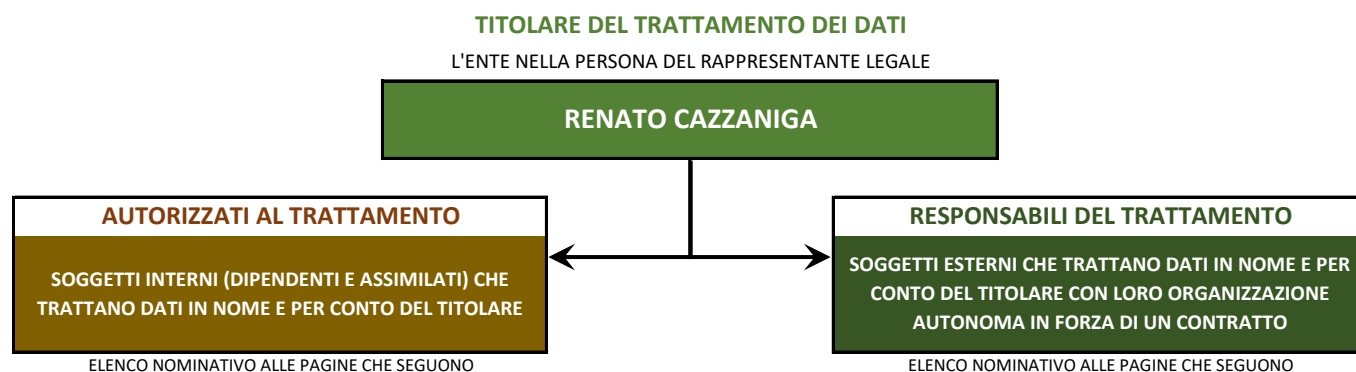 TITOLARE DEL TRATTAMENTO DEI DATI
L'ENTE NELLA PERSONA DEL RAPPRESENTANTE LEGALE
RENATO CAZZANIGA
AUTORIZZATI AL TRATTAMENTO
SOGGETTI INTERNI (DIPENDENTI E ASSIMILATI) CHE
TRATTANO DATI IN NOME E PER CONTO DEL TITOLARE
ELENCO NOMINATIVO ALLE PAGINE CHE SEGUONO
RESPONSABILI DEL TRATTAMENTO
SOGGETTI ESTERNI CHE TRATTANO DATI IN NOME E PER
CONTO DEL TITOLARE CON LORO ORGANIZZAZIONE
AUTONOMA IN FORZA DI UN CONTRATTO
ELENCO NOMINATIVO ALLE PAGINE CHE SEGUONO